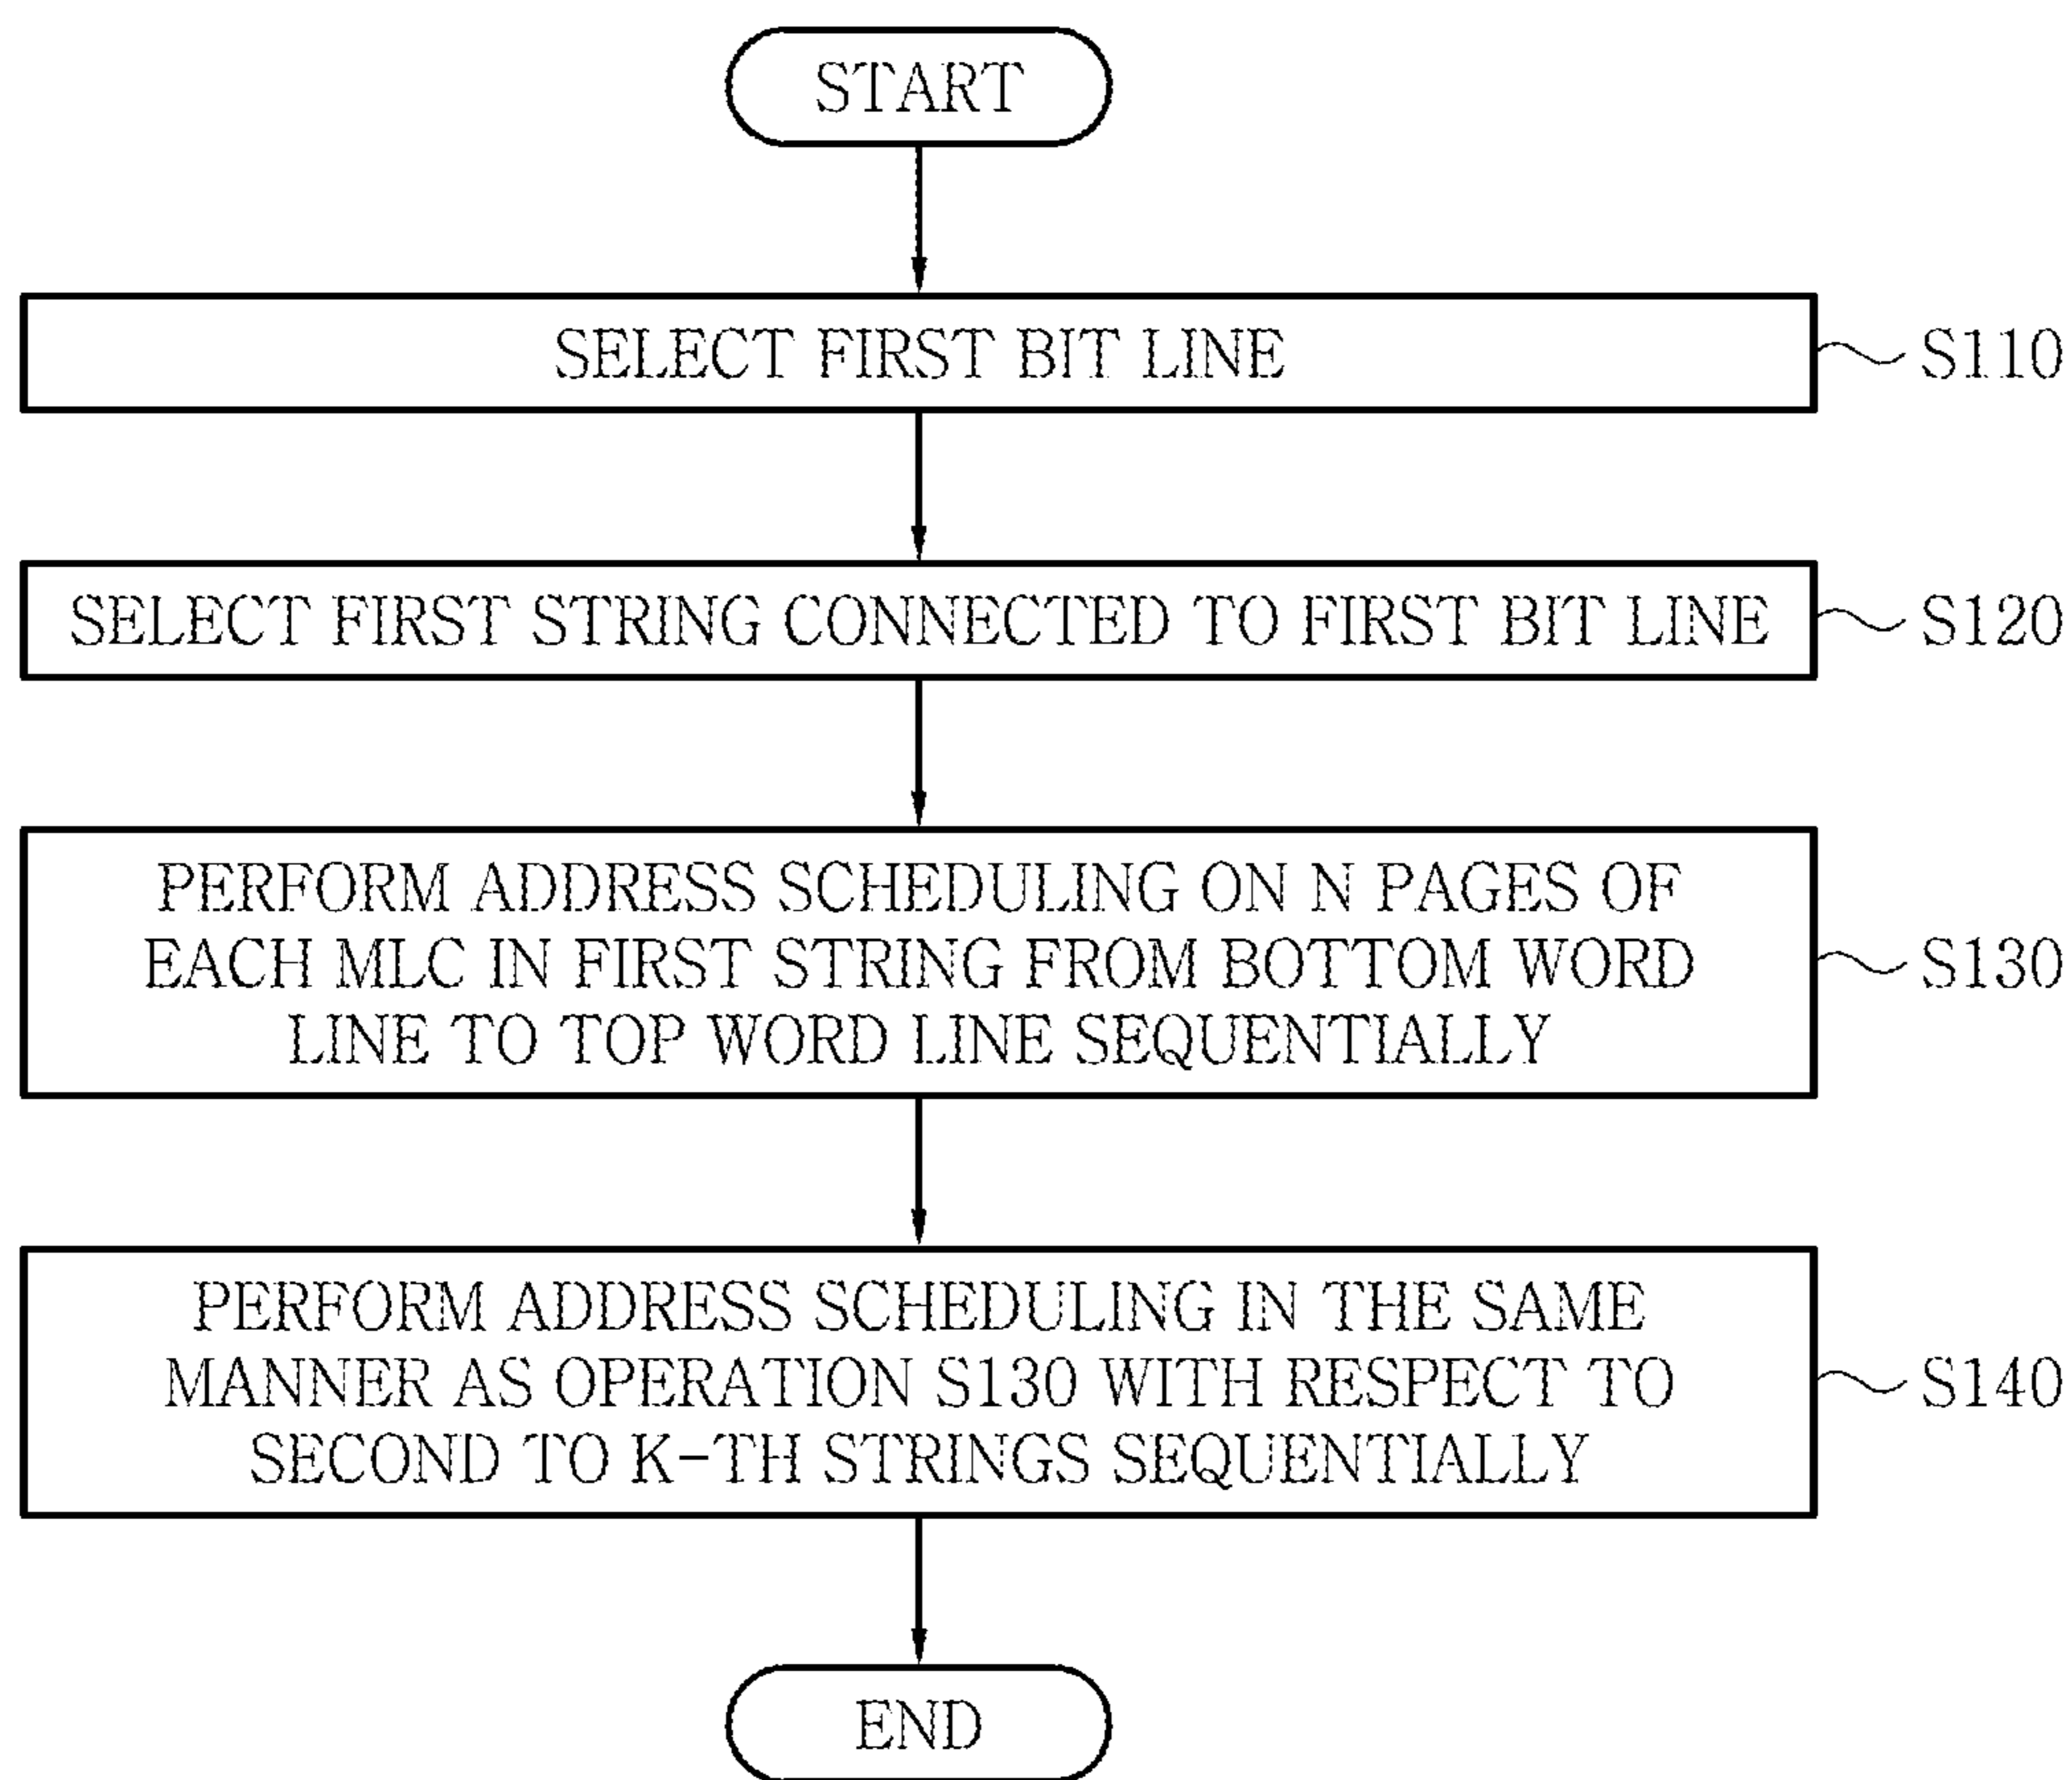 START
SELECT FIRST BIT LINE
S110
SELECT FIRST STRING CONNECTED TO FIRST BIT LINE
S120
PERFORM ADDRESS SCHEDULING ON N PAGES OF
EACH MLC IN FIRST STRING FROM BOTTOM WORD
LINE TO TOP WORD LINE SEQUENTIALLY
S130
PERFORM ADDRESS SCHEDULING IN THE SAME
MANNER AS OPERATION S130 WITH RESPECT TO
SECOND TO K-TH STRINGS SEQUENTIALLY
S140
END